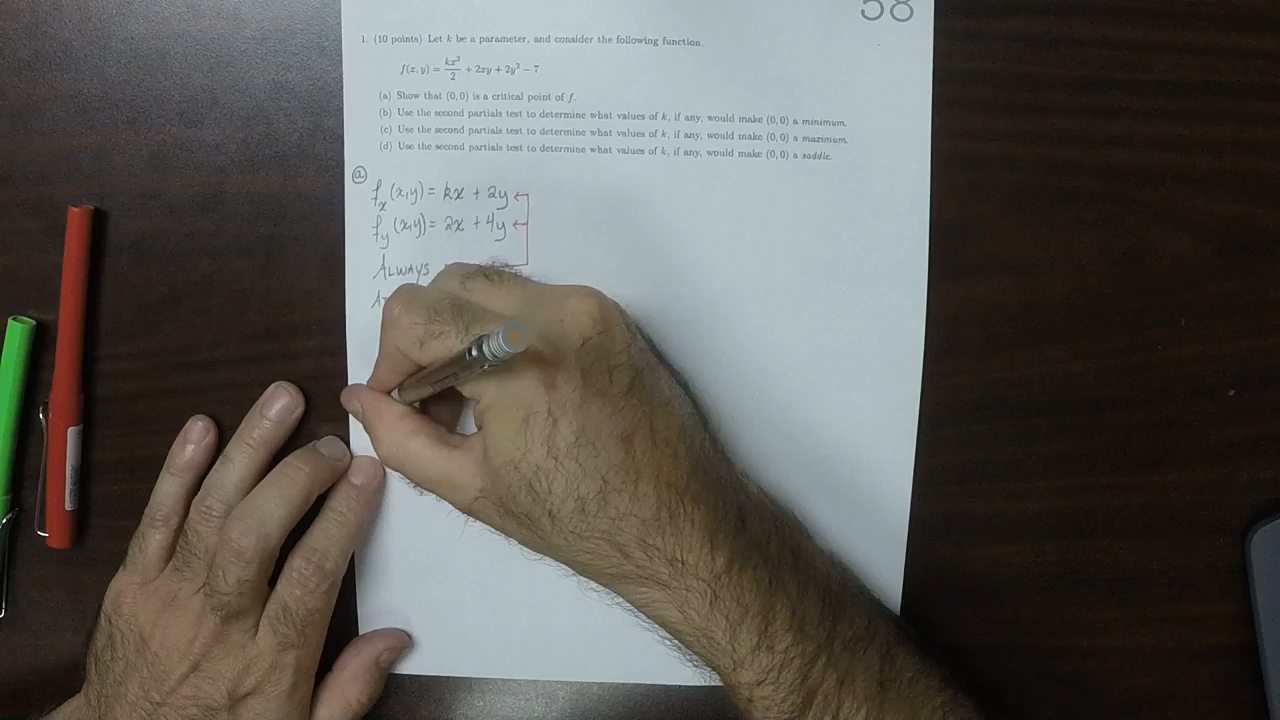 58
1. (10 points) Let k be a parameter, and consider the following function.
f(x, y) = kx²/2 + 2xy + 2y² − 7
(a) Show that (0,0) is a critical point of f.
(b) Use the second partials test to determine what values of k, if any, would make (0,0) a minimum.
(c) Use the second partials test to determine what values of k, if any, would make (0,0) a maximum.
(d) Use the second partials test to determine what values of k, if any, would make (0,0) a saddle.
ⓐ
fₓ(x,y) = kx + 2y
f_y(x,y) = 2x + 4y
ALWAYS